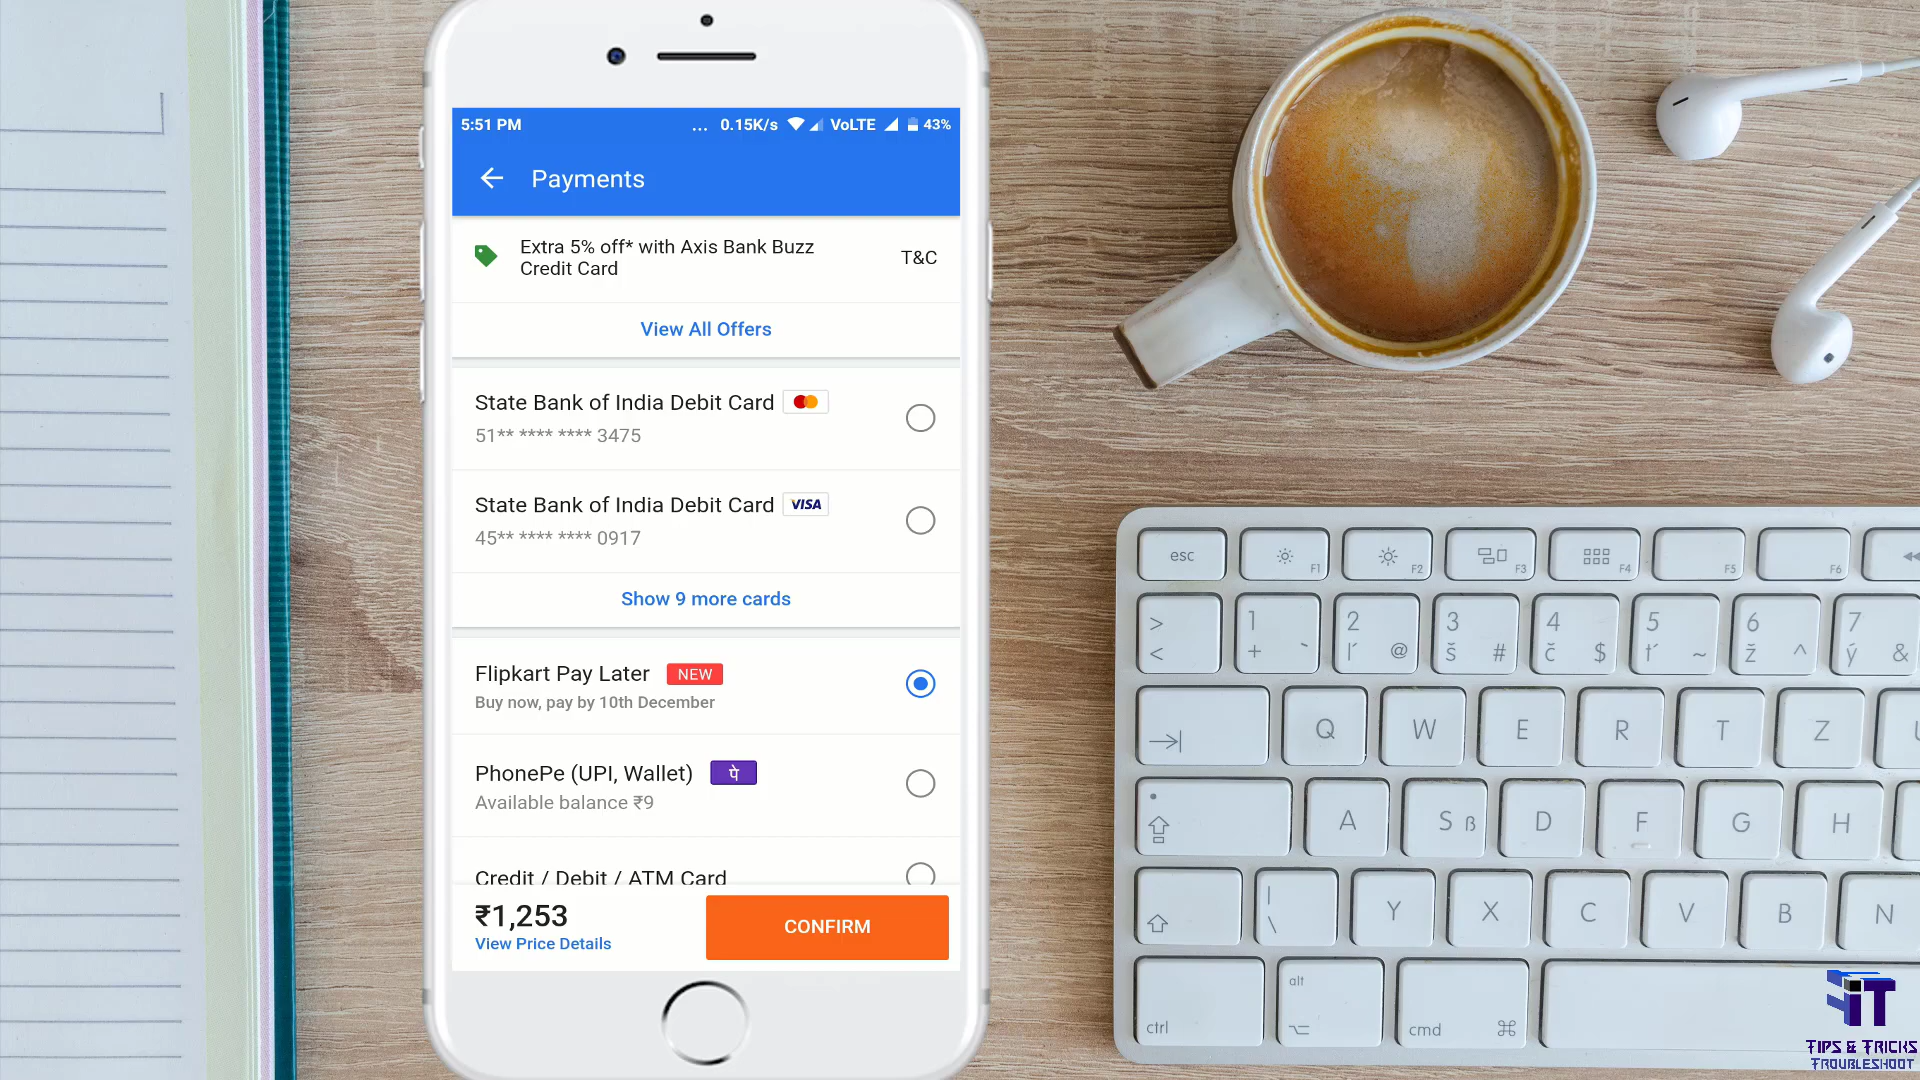 5:51 PM ... 0.15K/s VoLTE 43%
Payments
Extra 5% off* with Axis Bank Buzz
Credit Card
T&C
View All Offers
State Bank of India Debit Card
51** **** **** 3475
State Bank of India Debit Card VISA
45** **** **** 0917
Show 9 more cards
Flipkart Pay Later NEW
Buy now, pay by 10th December
PhonePe (UPI, Wallet) पे
Available balance ₹9
Credit / Debit / ATM Card
₹1,253
View Price Details
CONFIRM
esc F1 F2 F3 F4 F5 F6
> 1 2 3 4 5 6 7
< + ` ľ @ š # č $ ť ~ ž ^ ý &
Q W E R T Z
A S ß D F G H
| \ Y X C V B N
alt
ctrl cmd ⌘
iT
TIPS & TRICKS
TROUBLESHOOT